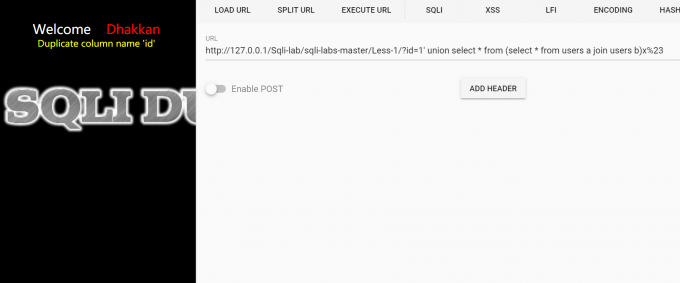 Welcome Dhakkan
Duplicate column name 'id'
SQLI DU
LOAD URL SPLIT URL EXECUTE URL SQLI XSS LFI ENCODING HASH
URL
http://127.0.0.1/Sqli-lab/sqli-labs-master/Less-1/?id=1' union select * from (select * from users a join users b)x%23
Enable POST ADD HEADER